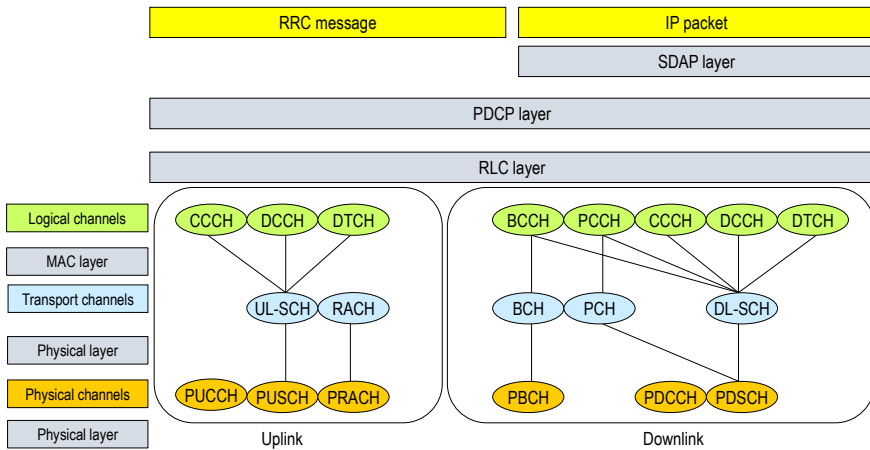 RRC message IP packet
SDAP layer
PDCP layer
RLC layer
Logical channels CCCH DCCH DTCH BCCH PCCH CCCH DCCH DTCH
MAC layer
Transport channels UL-SCH RACH BCH PCH DL-SCH
Physical layer
Physical channels PUCCH PUSCH PRACH PBCH PDCCH PDSCH
Physical layer Uplink Downlink